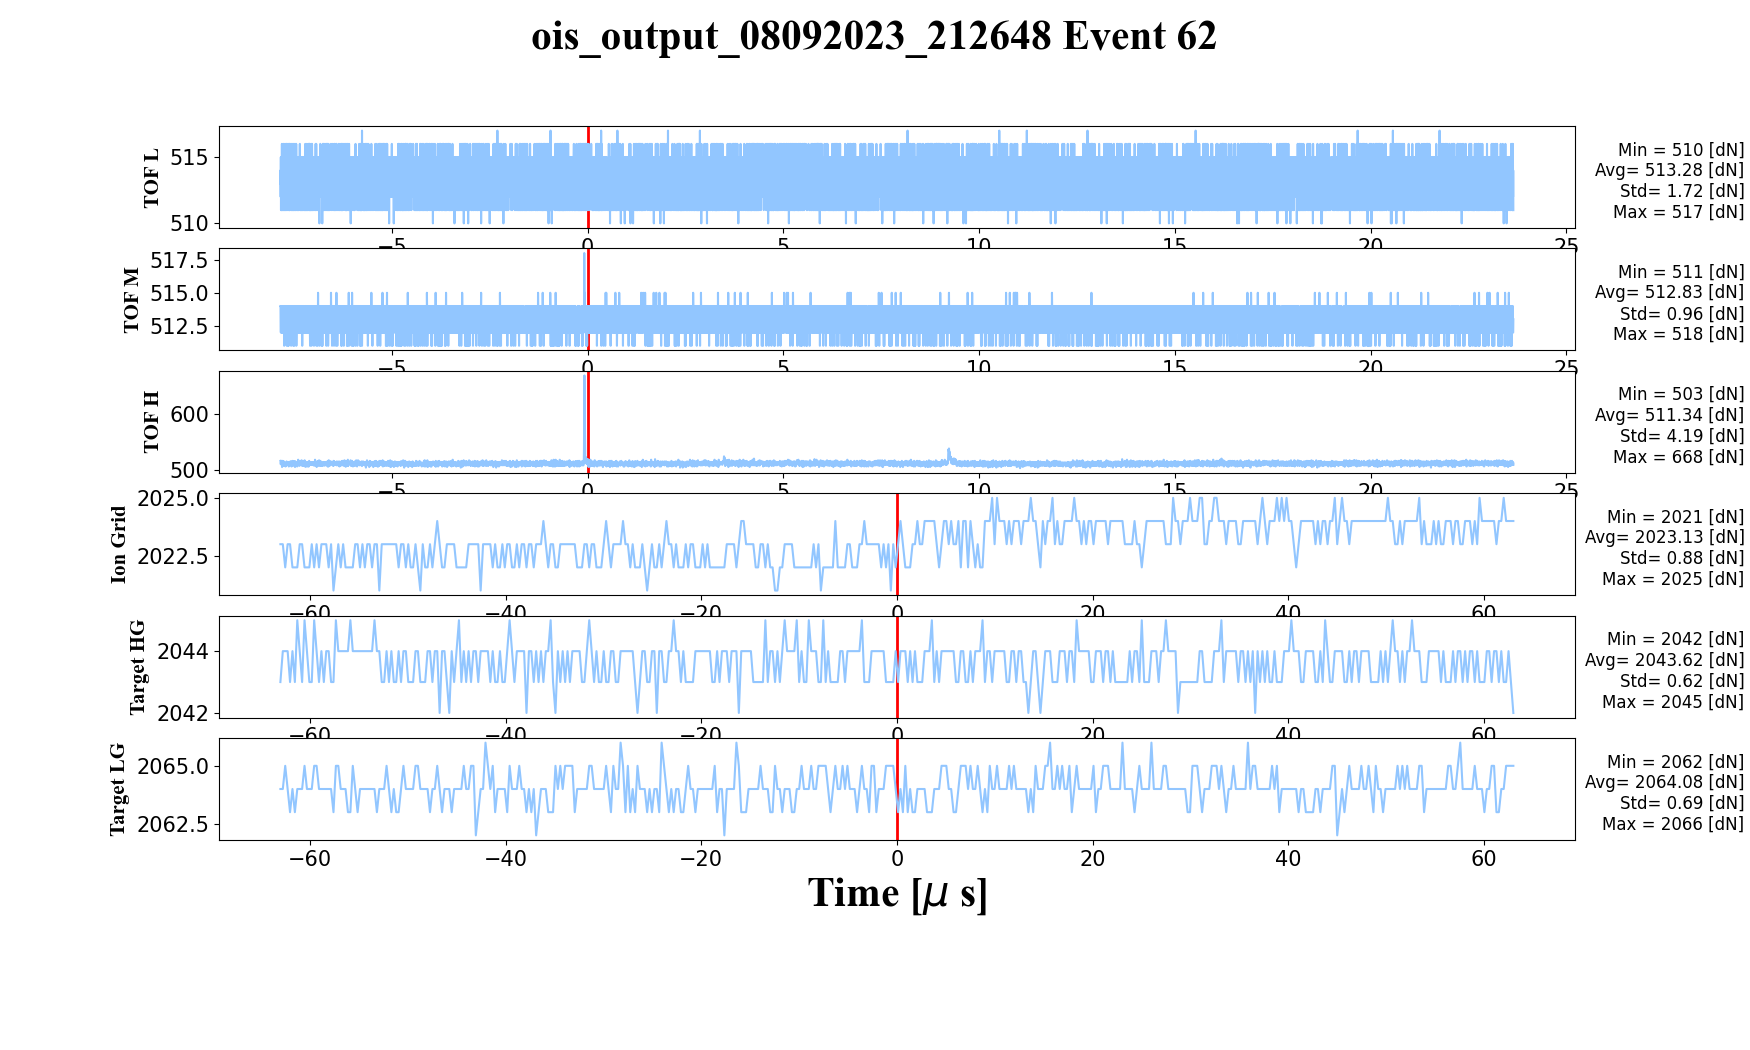 ois_output_08092023_212648 Event 62
TOF L
515
510
Min = 510 [dN]
Avg= 513.28 [dN]
Std= 1.72 [dN]
Max = 517 [dN]
−5 0 5 10 15 20 25
TOF M
517.5
515.0
512.5
Min = 511 [dN]
Avg= 512.83 [dN]
Std= 0.96 [dN]
Max = 518 [dN]
−5 0 5 10 15 20 25
TOF H
600
500
Min = 503 [dN]
Avg= 511.34 [dN]
Std= 4.19 [dN]
Max = 668 [dN]
−5 0 5 10 15 20 25
Ion Grid
2025.0
2022.5
Min = 2021 [dN]
Avg= 2023.13 [dN]
Std= 0.88 [dN]
Max = 2025 [dN]
−60 −40 −20 0 20 40 60
Target HG
2044
2042
Min = 2042 [dN]
Avg= 2043.62 [dN]
Std= 0.62 [dN]
Max = 2045 [dN]
−60 −40 −20 0 20 40 60
Target LG
2065.0
2062.5
Min = 2062 [dN]
Avg= 2064.08 [dN]
Std= 0.69 [dN]
Max = 2066 [dN]
−60 −40 −20 0 20 40 60
Time [μ s]